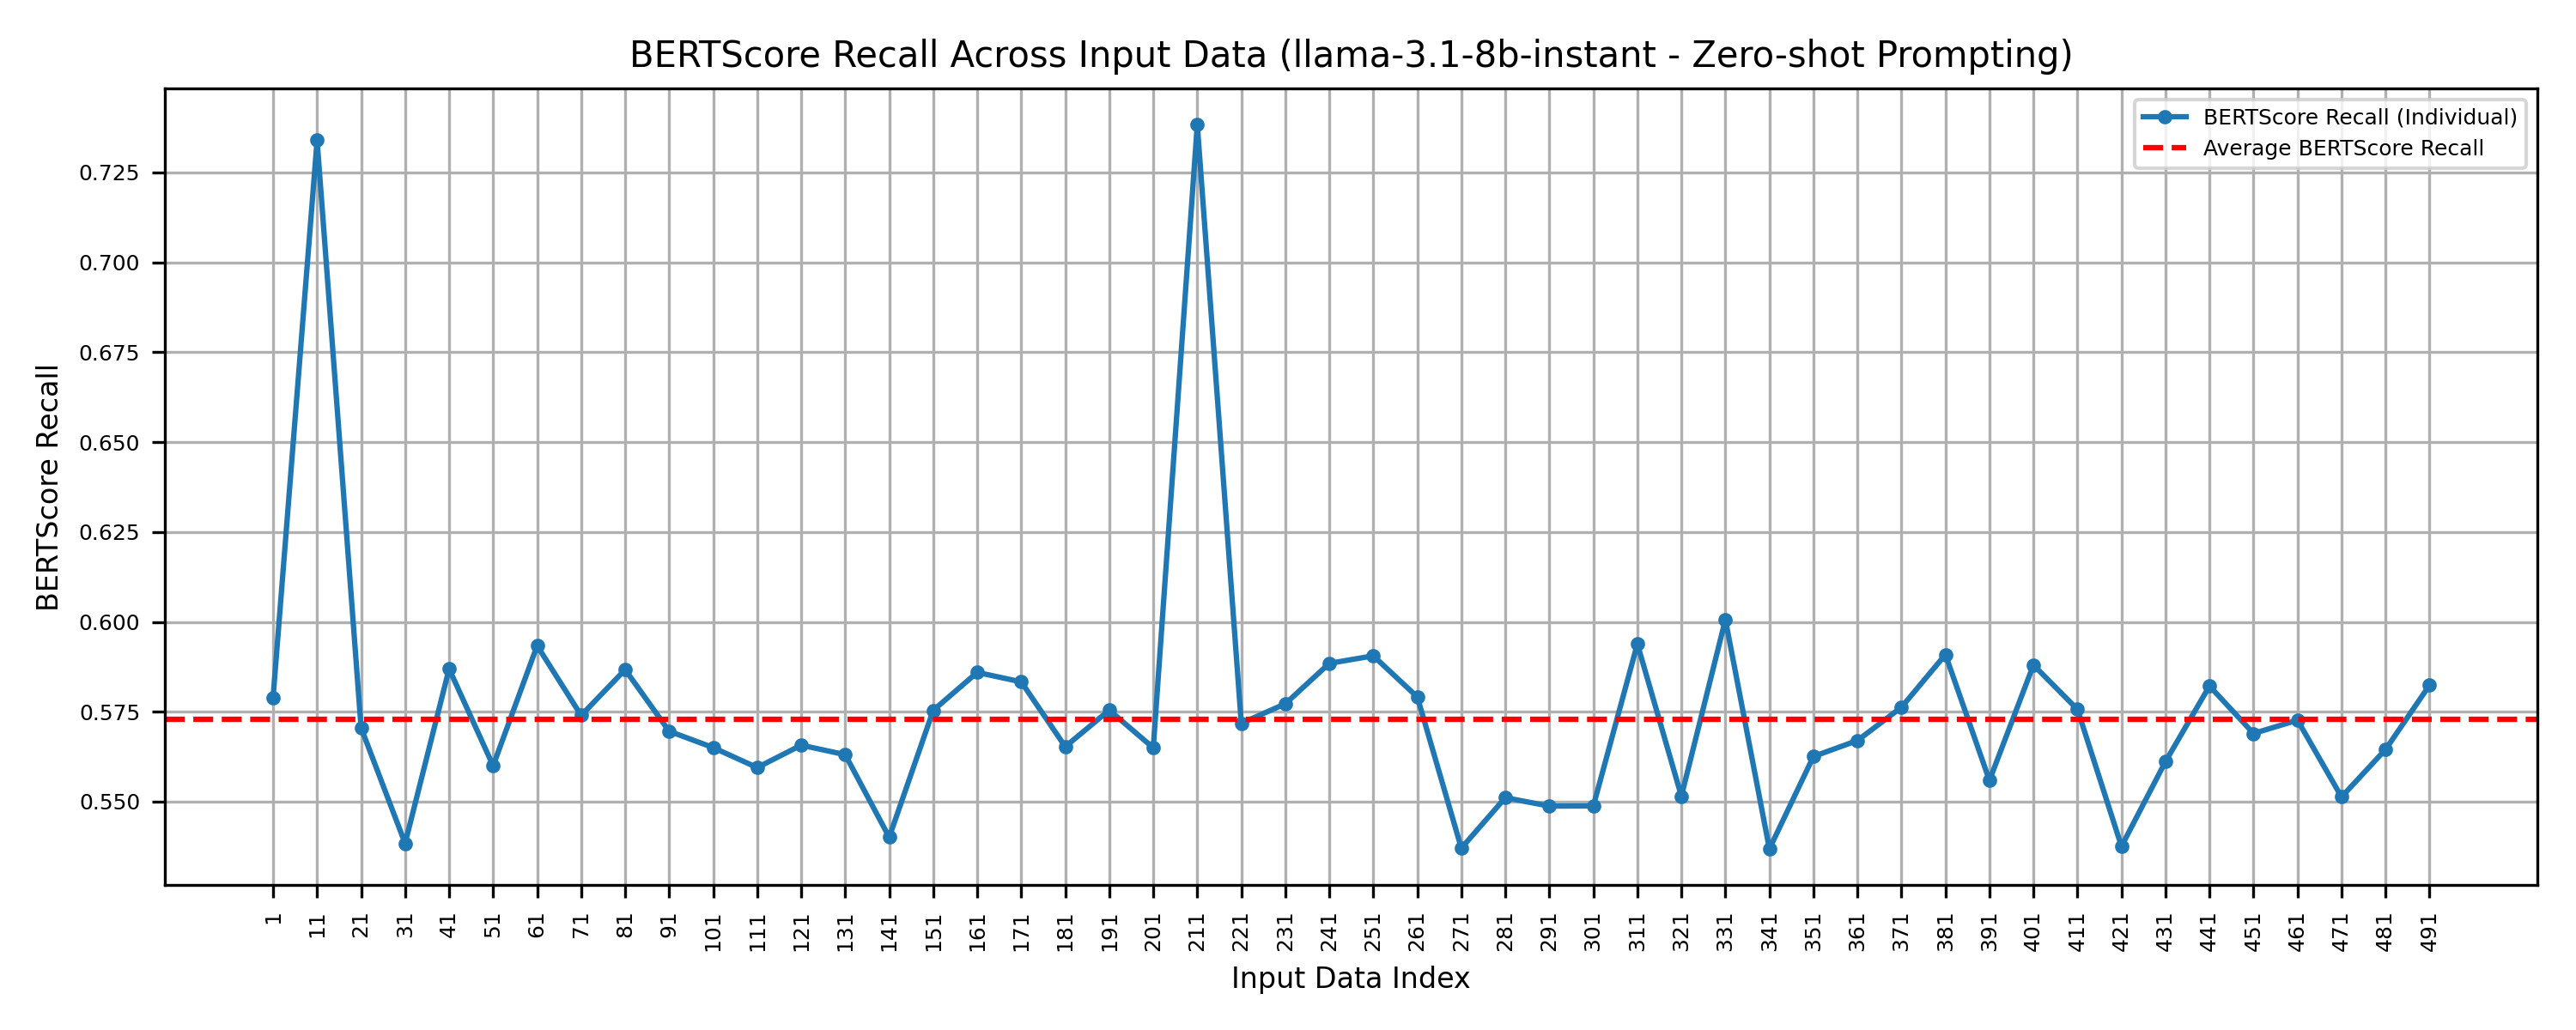 BERTScore Recall Across Input Data (llama-3.1-8b-instant - Zero-shot Prompting)
BERTScore Recall (Individual)
Average BERTScore Recall
BERTScore Recall
0.725
0.700
0.675
0.650
0.625
0.600
0.575
0.550
1 11 21 31 41 51 61 71 81 91 101 111 121 131 141 151 161 171 181 191 201 211 221 231 241 251 261 271 281 291 301 311 321 331 341 351 361 371 381 391 401 411 421 431 441 451 461 471 481 491
Input Data Index